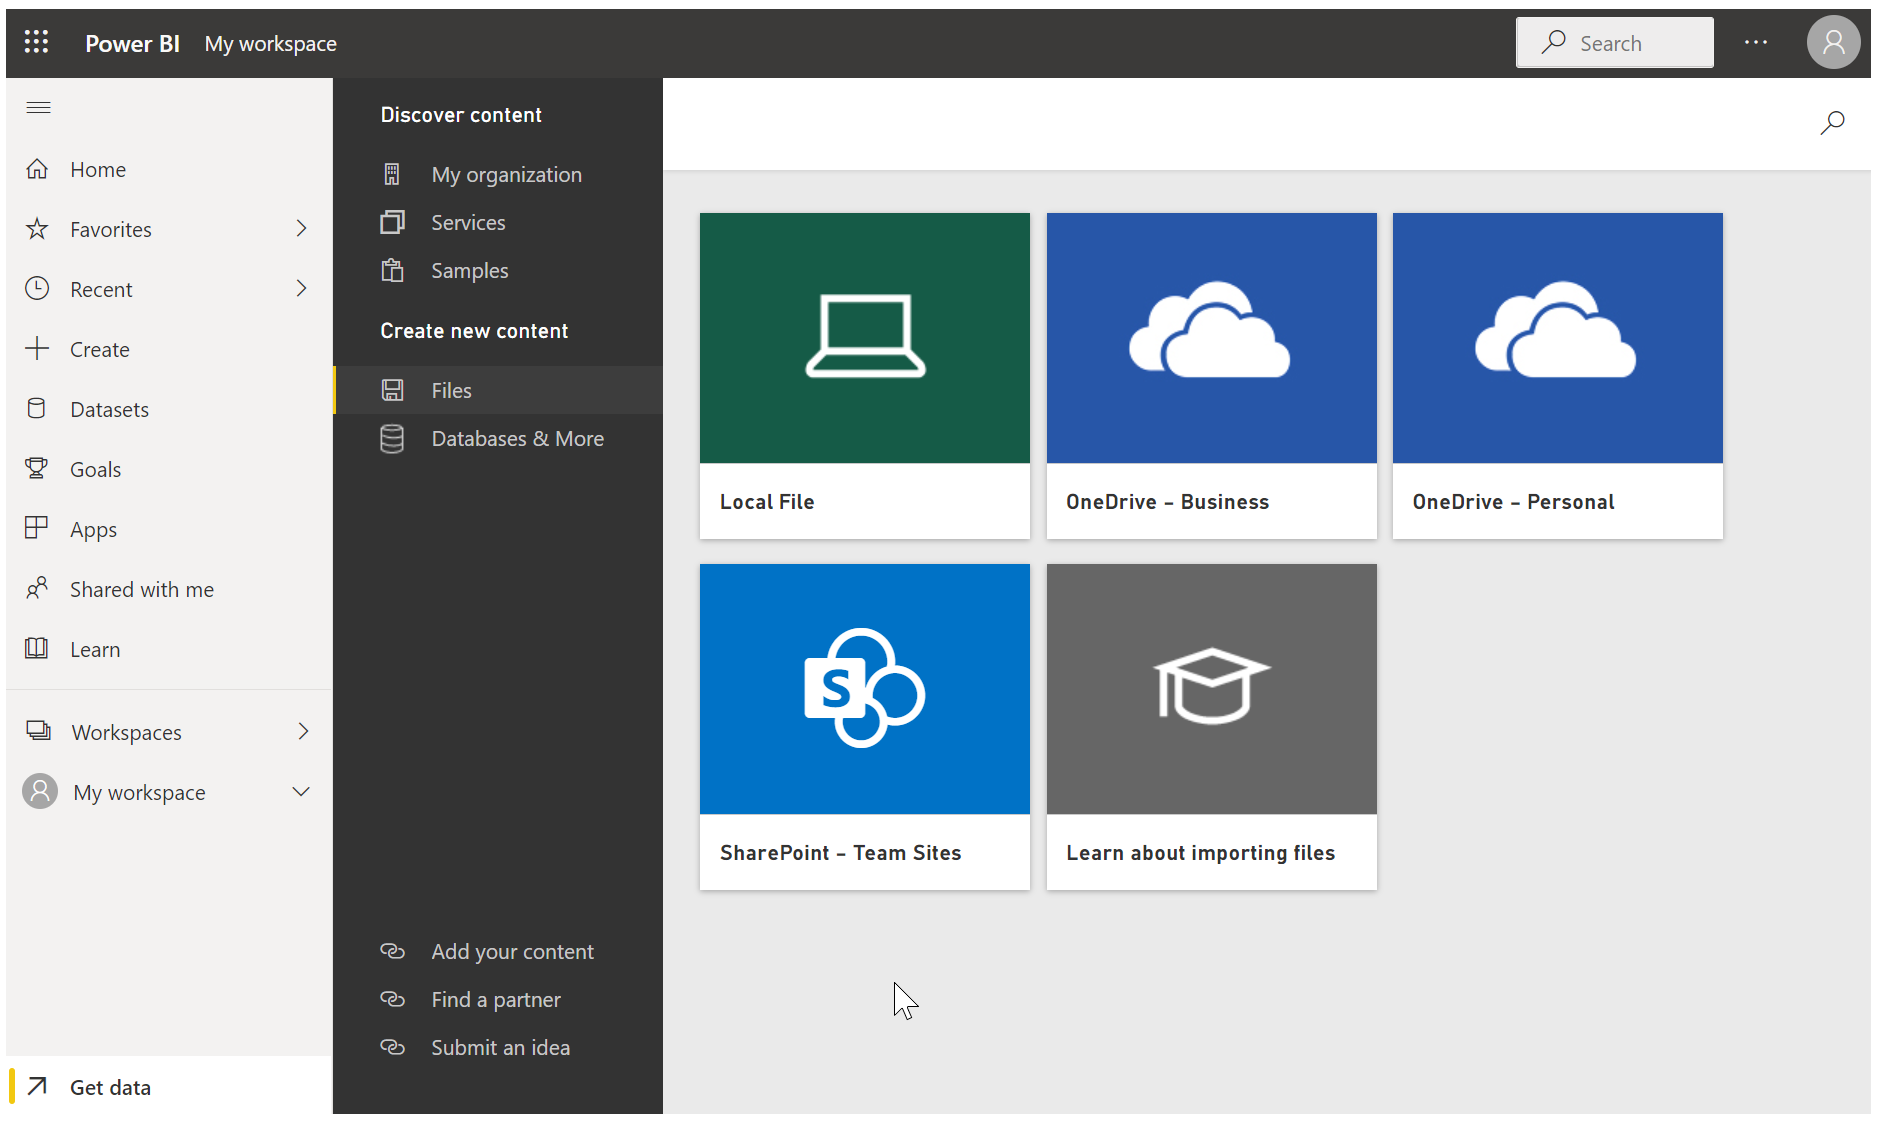 Power BI My workspace
Search
Home
Favorites
Recent
Create
Datasets
Goals
Apps
Shared with me
Learn
Workspaces
My workspace
Get data
Discover content
My organization
Services
Samples
Create new content
Files
Databases & More
Add your content
Find a partner
Submit an idea
Local File
OneDrive – Business
OneDrive – Personal
S
SharePoint – Team Sites
Learn about importing files